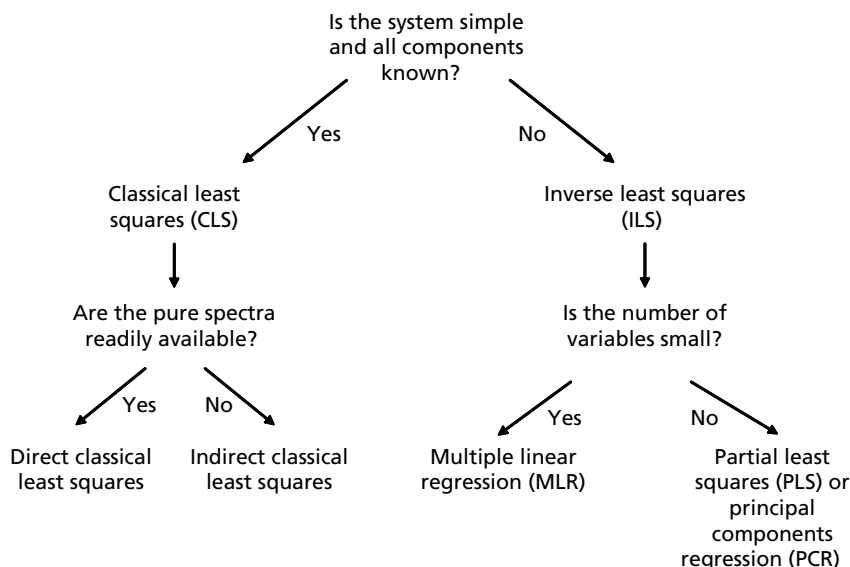 Is the system simple
and all components
known?
Yes
No
Classical least
squares (CLS)
Inverse least squares
(ILS)
Are the pure spectra
readily available?
Is the number of
variables small?
Yes
No
Yes
No
Direct classical
least squares
Indirect classical
least squares
Multiple linear
regression (MLR)
Partial least
squares (PLS) or
principal
components
regression (PCR)